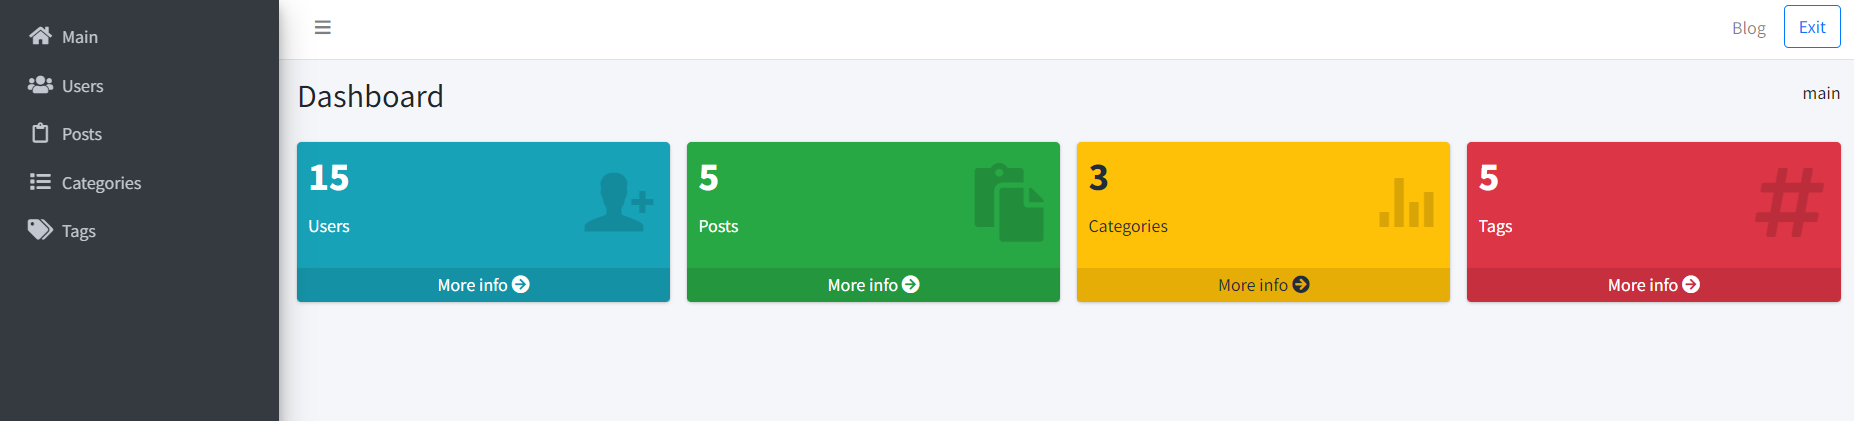 Main
Users
Posts
Categories
Tags
Blog
Exit
Dashboard
main
15
Users
More info
5
Posts
More info
3
Categories
More info
5
Tags
More info